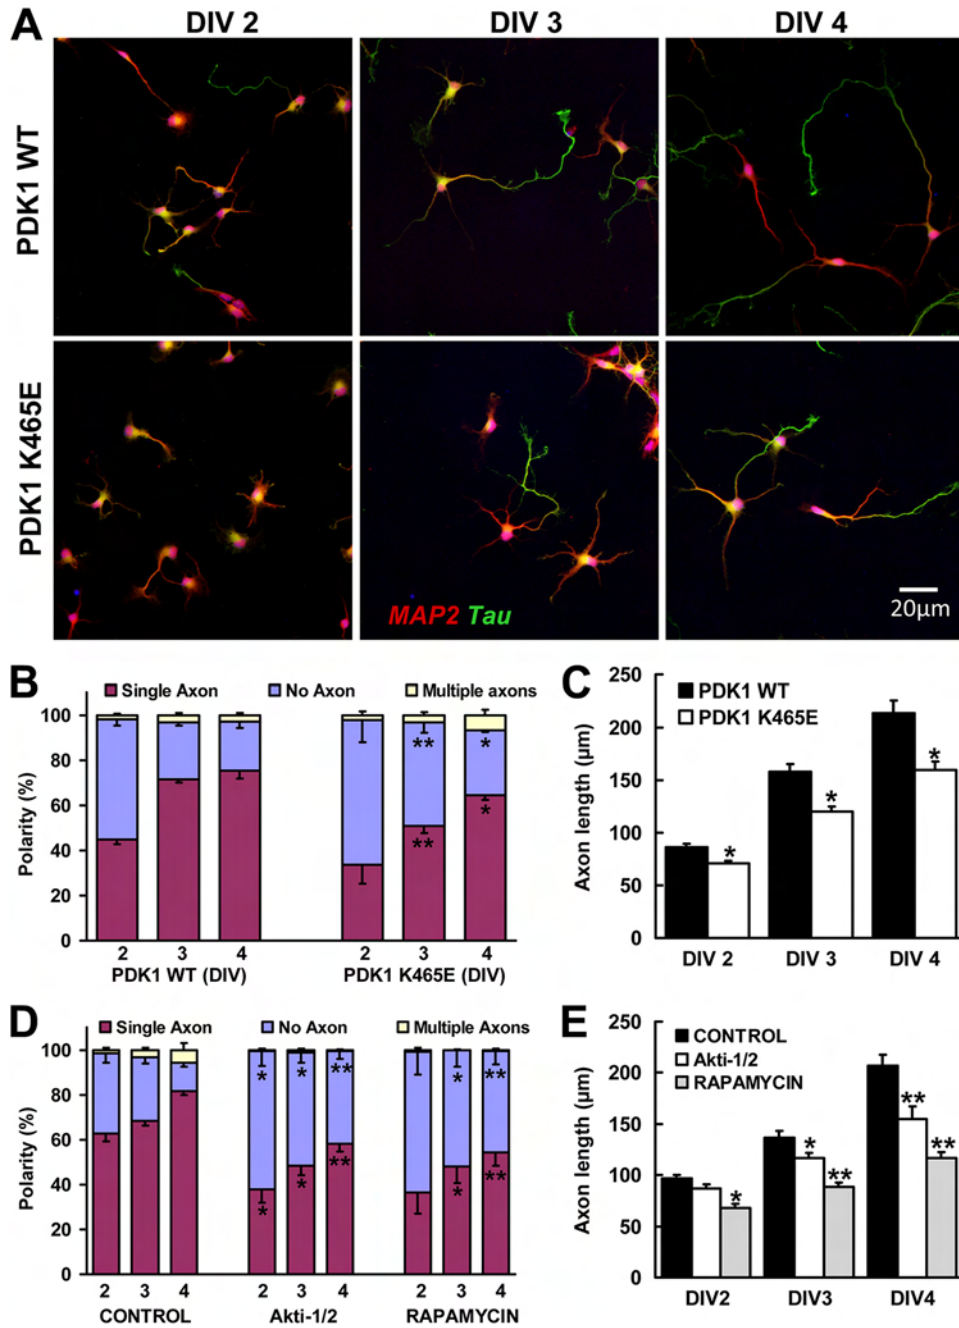 A
DIV 2 DIV 3 DIV 4
PDK1 WT
PDK1 K465E
MAP2 Tau
20µm
B
Single Axon No Axon Multiple axons
Polarity (%)
100
80
60
40
20
0
** *
** *
2 3 4 2 3 4
PDK1 WT (DIV) PDK1 K465E (DIV)
C
Axon length (µm)
250
200
150
100
50
0
PDK1 WT
PDK1 K465E
* * *
DIV 2 DIV 3 DIV 4
D
Single Axon No Axon Multiple Axons
Polarity (%)
100
80
60
40
20
0
* * ** * **
* * ** * **
2 3 4 2 3 4 2 3 4
CONTROL Akti-1/2 RAPAMYCIN
E
Axon length (µm)
250
200
150
100
50
0
CONTROL
Akti-1/2
RAPAMYCIN
* * ** ** **
DIV2 DIV3 DIV4